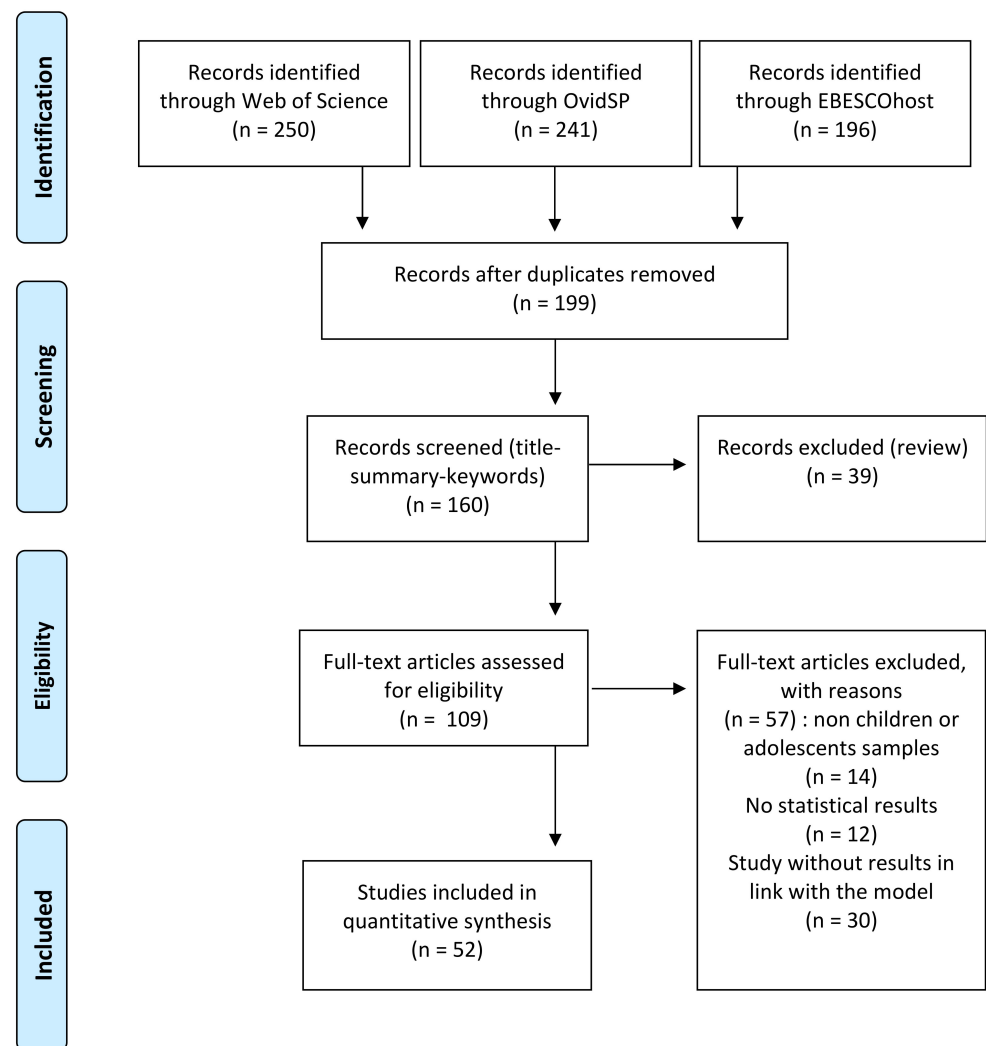 Identification
Records identified
through Web of Science
(n = 250)
Records identified
through OvidSP
(n = 241)
Records identified
through EBESCOhost
(n = 196)
Records after duplicates removed
(n = 199)
Screening
Records screened (title-
summary-keywords)
(n = 160)
Records excluded (review)
(n = 39)
Eligibility
Full-text articles assessed
for eligibility
(n = 109)
Full-text articles excluded,
with reasons
(n = 57) : non children or
adolescents samples
(n = 14)
No statistical results
(n = 12)
Study without results in
link with the model
(n = 30)
Included
Studies included in
quantitative synthesis
(n = 52)